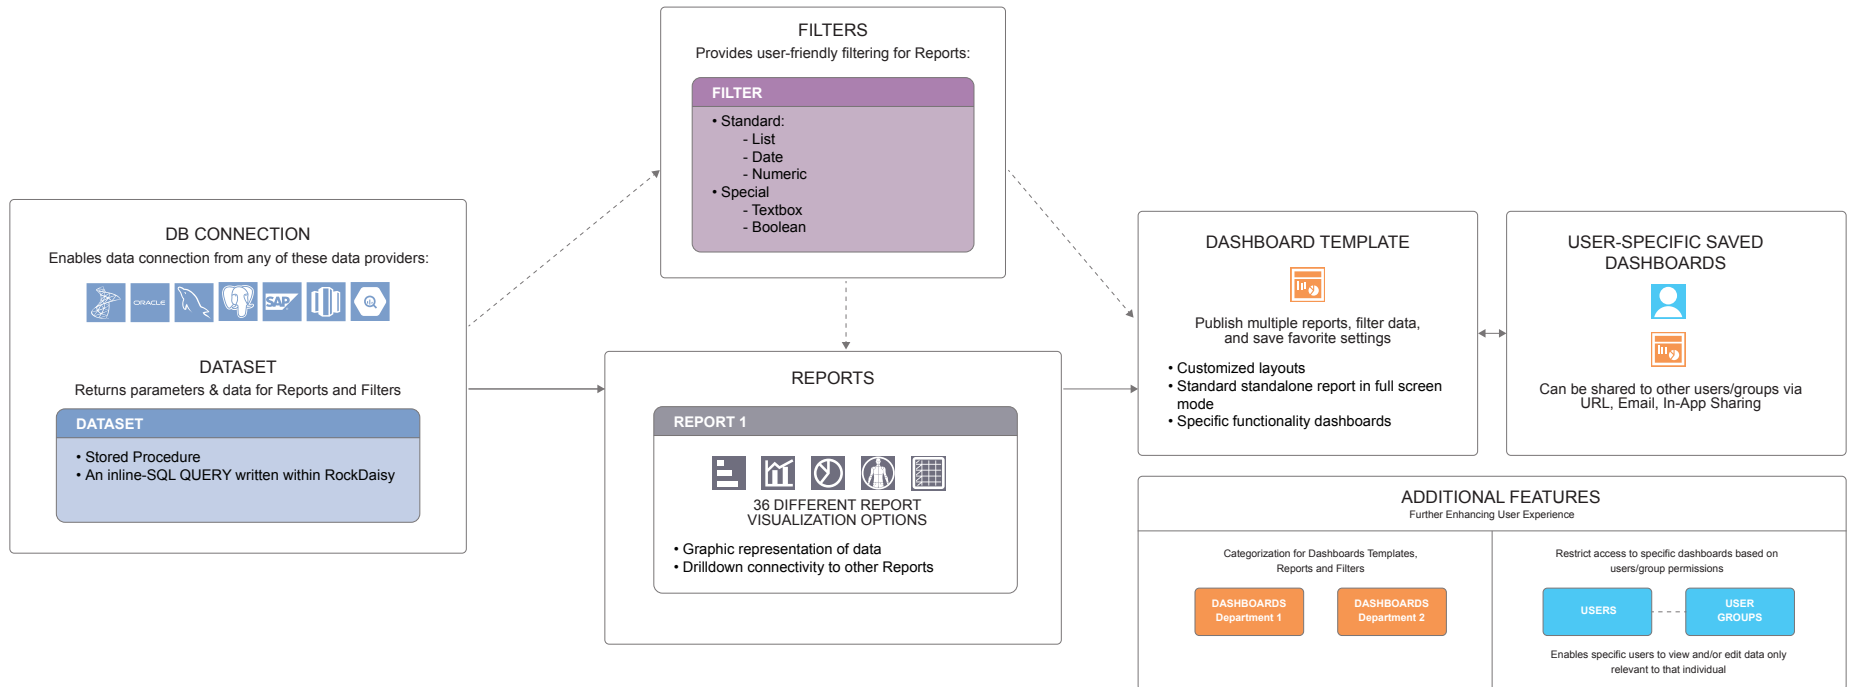 FILTERS
Provides user-friendly filtering for Reports:
FILTER
• Standard:
- List
- Date
- Numeric
• Special
- Textbox
- Boolean
DB CONNECTION
Enables data connection from any of these data providers:
ORACLE
SAP
DATASET
Returns parameters & data for Reports and Filters
DATASET
• Stored Procedure
• An inline-SQL QUERY written within RockDaisy
REPORTS
REPORT 1
36 DIFFERENT REPORT
VISUALIZATION OPTIONS
• Graphic representation of data
• Drilldown connectivity to other Reports
DASHBOARD TEMPLATE
Publish multiple reports, filter data,
and save favorite settings
• Customized layouts
• Standard standalone report in full screen
mode
• Specific functionality dashboards
USER-SPECIFIC SAVED
DASHBOARDS
Can be shared to other users/groups via
URL, Email, In-App Sharing
ADDITIONAL FEATURES
Further Enhancing User Experience
Categorization for Dashboards Templates,
Reports and Filters
DASHBOARDS
Department 1
DASHBOARDS
Department 2
Restrict access to specific dashboards based on
users/group permissions
USERS
USER
GROUPS
Enables specific users to view and/or edit data only
relevant to that individual